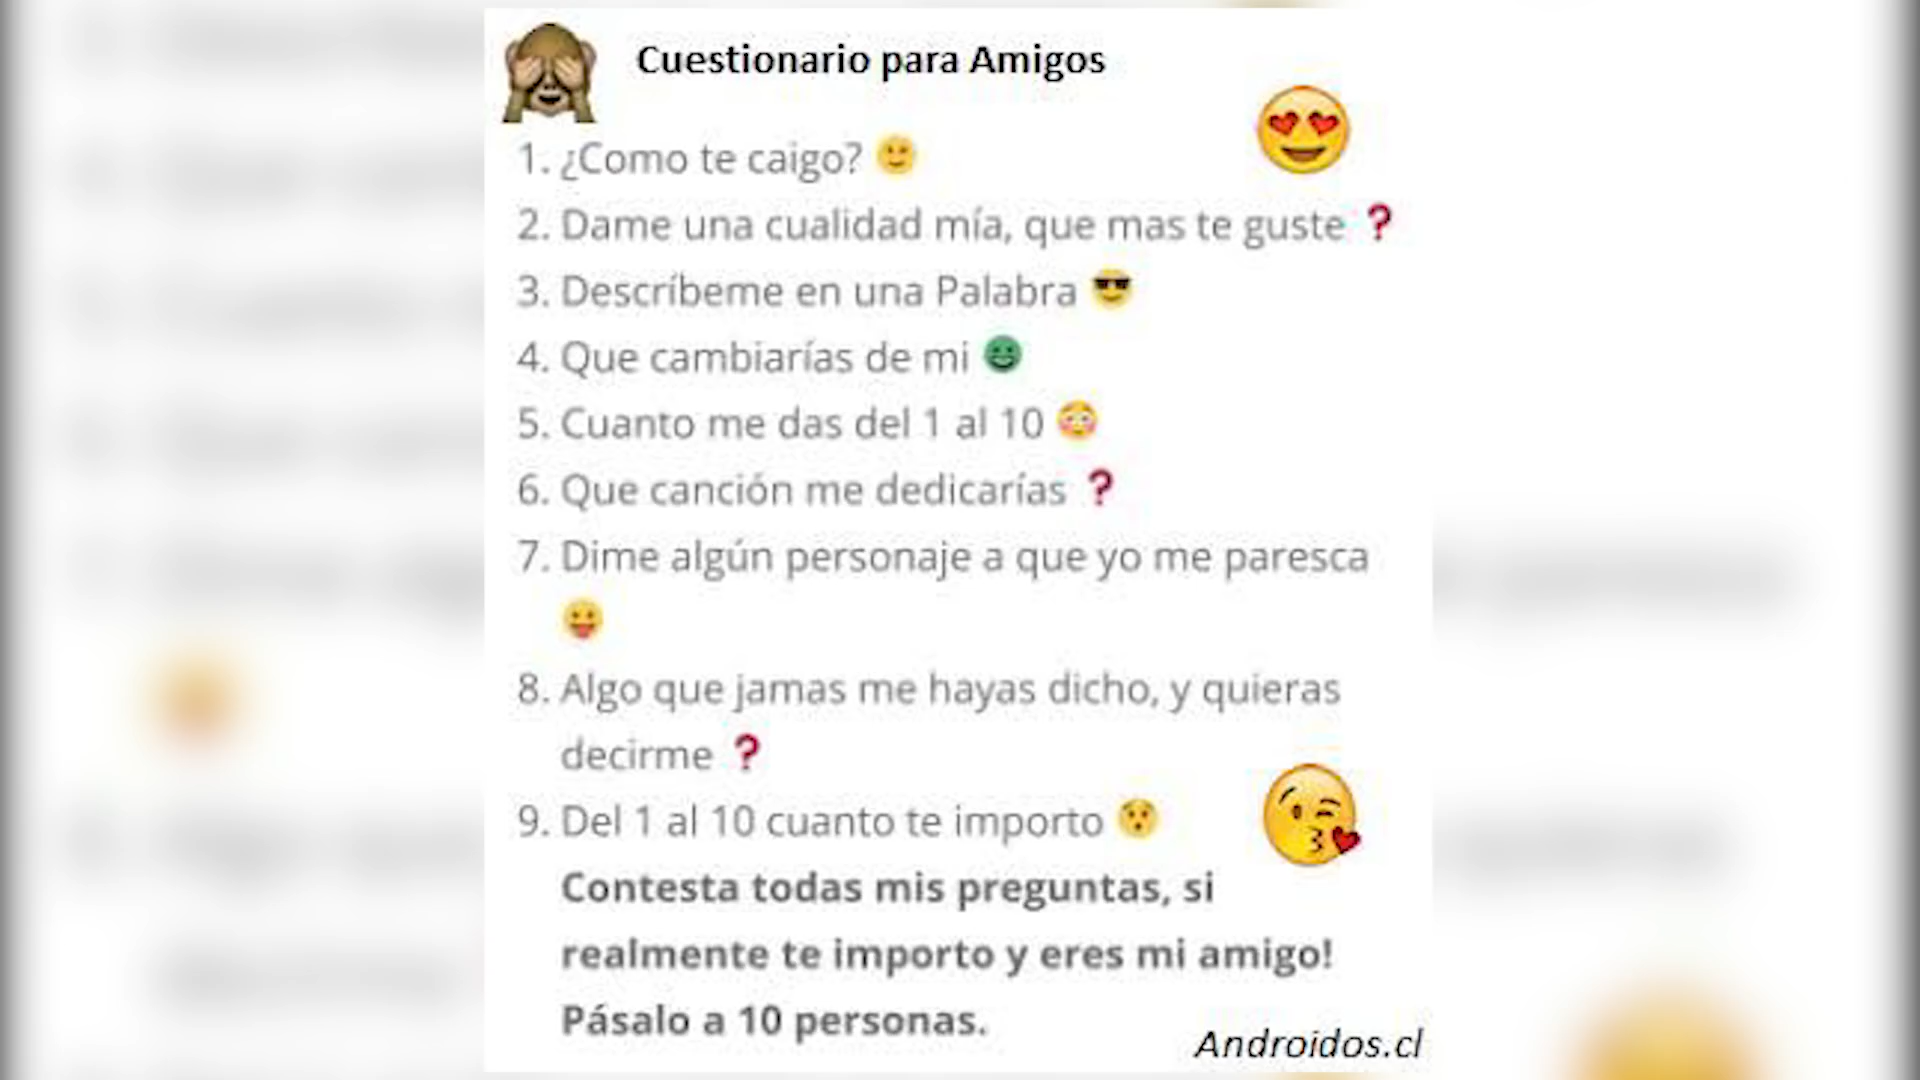 Cuestionario para Amigos
1. ¿Como te caigo?
2. Dame una cualidad mía, que mas te guste ❓
3. Descríbeme en una Palabra 😎
4. Que cambiarías de mi
5. Cuanto me das del 1 al 10 😳
6. Que canción me dedicarías ❓
7. Dime algún personaje a que yo me paresca
😛
8. Algo que jamas me hayas dicho, y quieras
decirme ❓
9. Del 1 al 10 cuanto te importo 😯
Contesta todas mis preguntas, si
realmente te importo y eres mi amigo!
Pásalo a 10 personas.
Androidos.cl